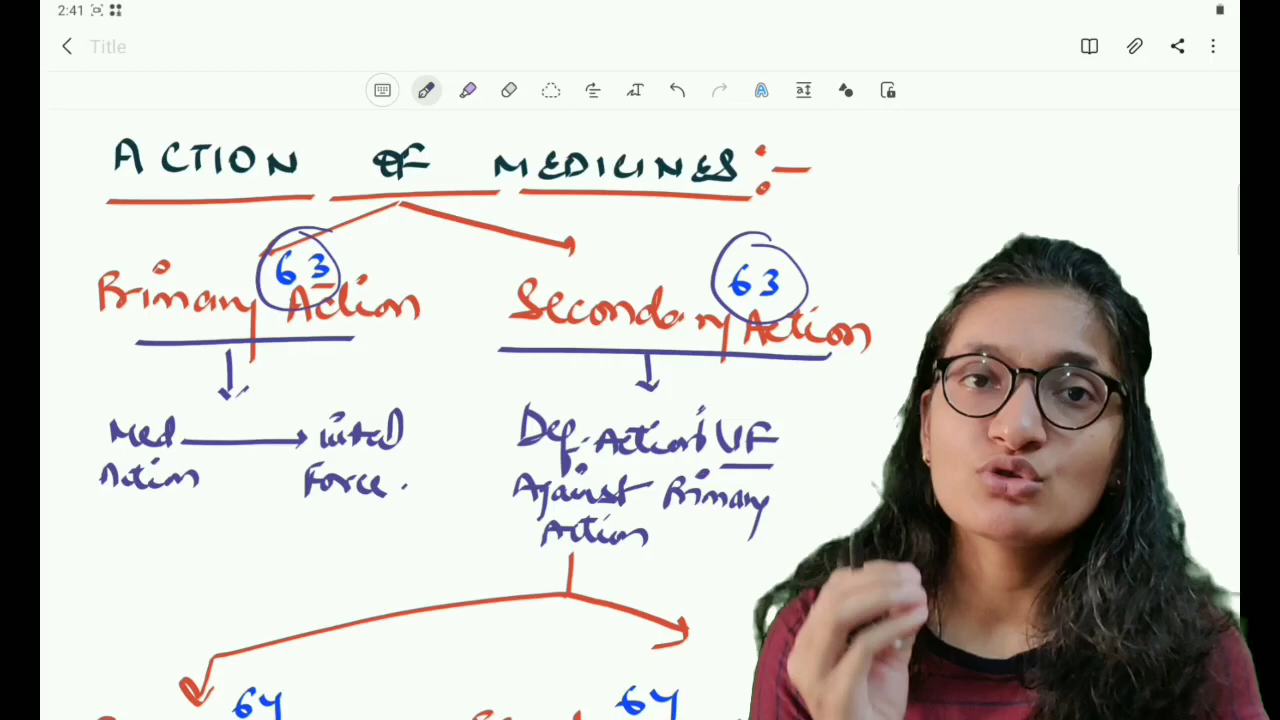 2:41
Title
ACTION OF MEDICINES:-
63 63
Primary Action Secondary Action
Med Def. Action VF
Action Force. Against Primary
Action
64 64